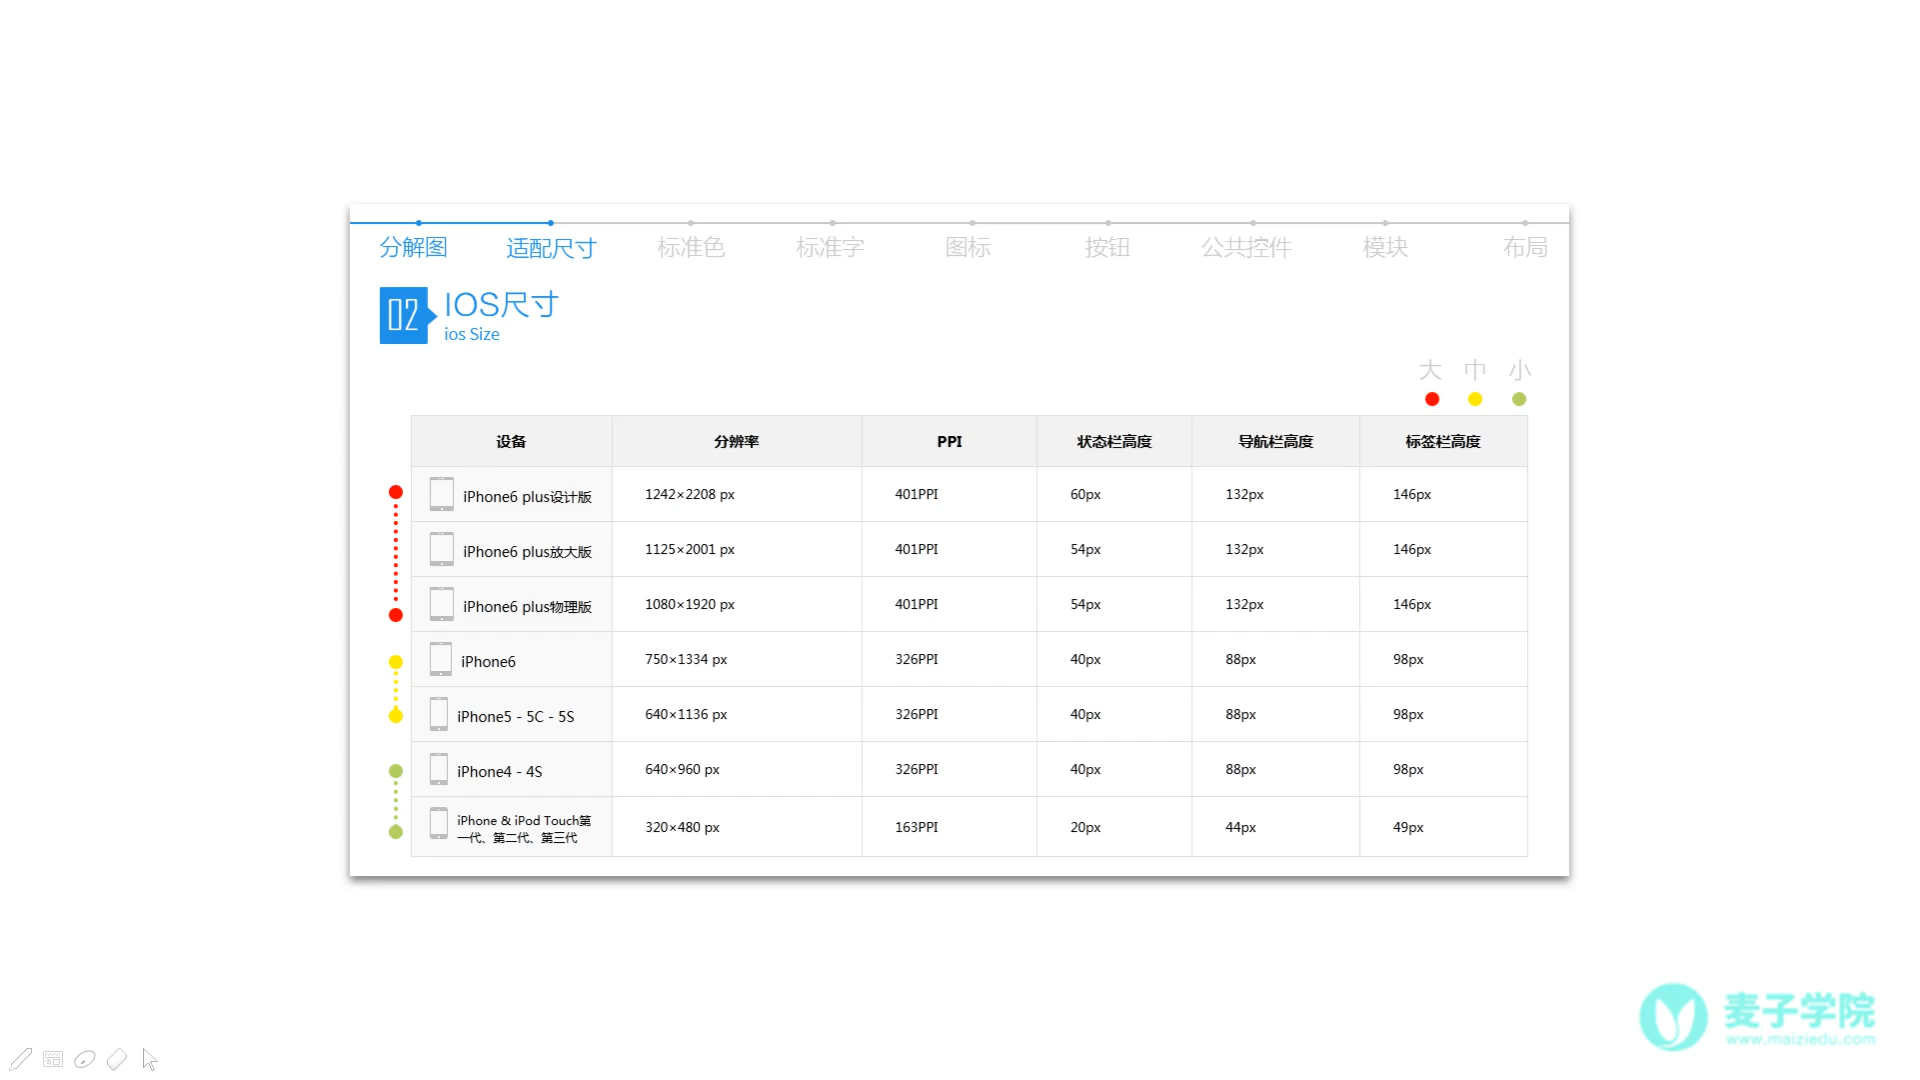 分解图 适配尺寸 标准色 标准字 图标 按钮 公共控件 模块 布局
02 IOS尺寸
ios Size
大 中 小
设备 分辨率 PPI 状态栏高度 导航栏高度 标签栏高度
iPhone6 plus设计版 1242×2208 px 401PPI 60px 132px 146px
iPhone6 plus放大版 1125×2001 px 401PPI 54px 132px 146px
iPhone6 plus物理版 1080×1920 px 401PPI 54px 132px 146px
iPhone6 750×1334 px 326PPI 40px 88px 98px
iPhone5 - 5C - 5S 640×1136 px 326PPI 40px 88px 98px
iPhone4 - 4S 640×960 px 326PPI 40px 88px 98px
iPhone & iPod Touch第
一代、第二代、第三代 320×480 px 163PPI 20px 44px 49px
麦子学院
www.maiziedu.com